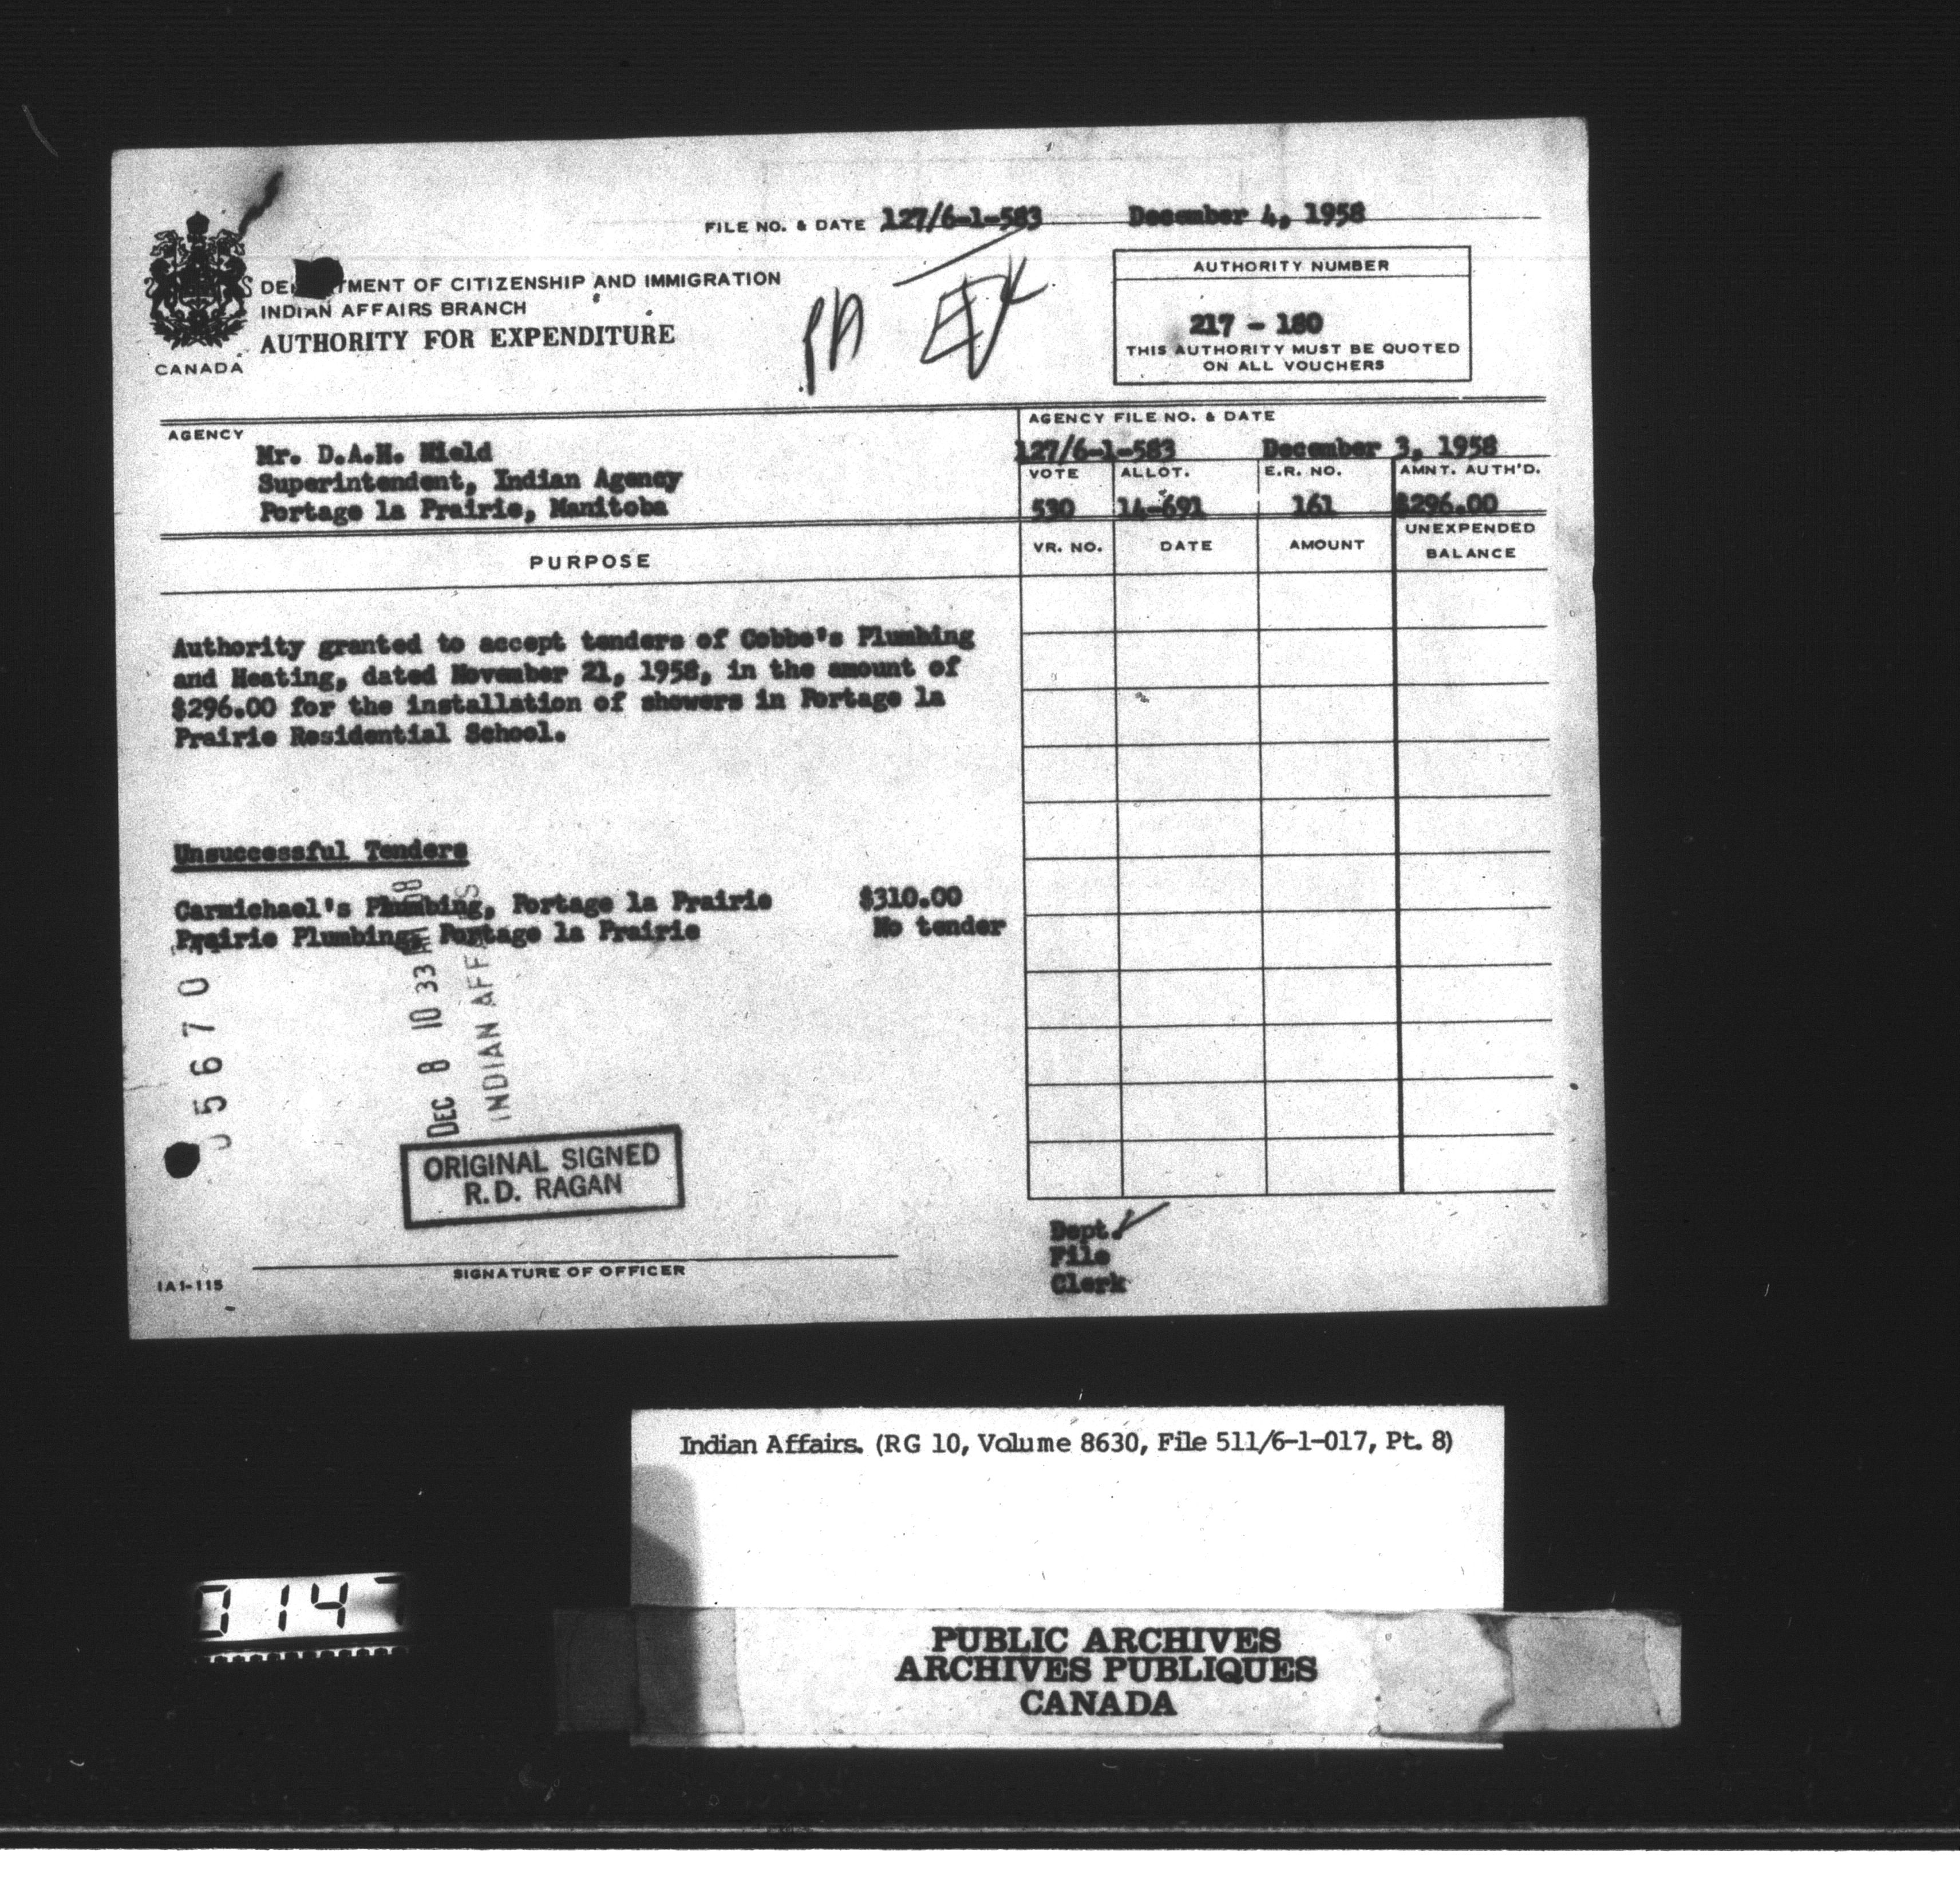 FILE NO. & DATE 127/6-1-583 December 4, 1958
DEPARTMENT OF CITIZENSHIP AND IMMIGRATION
INDIAN AFFAIRS BRANCH
AUTHORITY FOR EXPENDITURE
CANADA
AUTHORITY NUMBER
217 - 180
THIS AUTHORITY MUST BE QUOTED
ON ALL VOUCHERS
AGENCY
Mr. D.A.H. Nield
Superintendent, Indian Agency
Portage la Prairie, Manitoba
AGENCY FILE NO. & DATE
127/6-1-583 December 3, 1958
VOTE ALLOT. E.R. NO. AMNT. AUTH'D.
530 14-691 161 $296.00
PURPOSE
VR. NO. DATE AMOUNT UNEXPENDED
BALANCE
Authority granted to accept tenders of Cobbe's Plumbing
and Heating, dated November 21, 1958, in the amount of
$296.00 for the installation of showers in Portage la
Prairie Residential School.
Unsuccessful Tenders
Carmichael's Plumbing, Portage la Prairie $310.00
Prairie Plumbing, Portage la Prairie No tender
5670
DEC 8 10 33 AM
INDIAN AFFAIRS
ORIGINAL SIGNED
R.D. RAGAN
SIGNATURE OF OFFICER
IA1-115
Dept.
File
Clerk
Indian Affairs. (RG 10, Volume 8630, File 511/6-1-017, Pt. 8)
014
PUBLIC ARCHIVES
ARCHIVES PUBLIQUES
CANADA